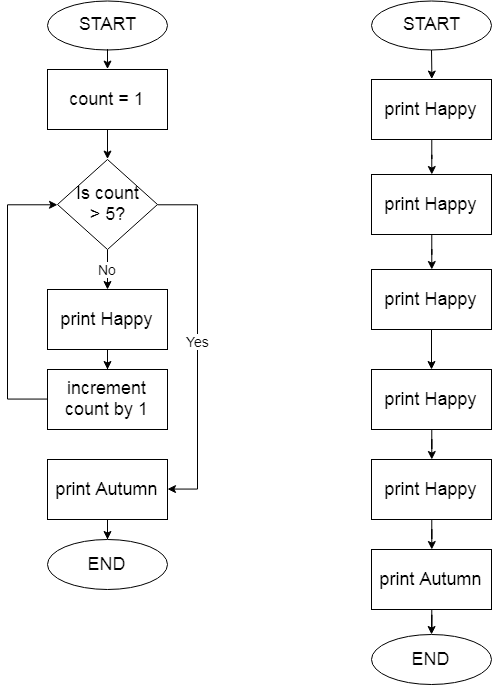 START
count = 1
Is count
> 5?
No
print Happy
Yes
increment
count by 1
print Autumn
END
START
print Happy
print Happy
print Happy
print Happy
print Happy
print Autumn
END